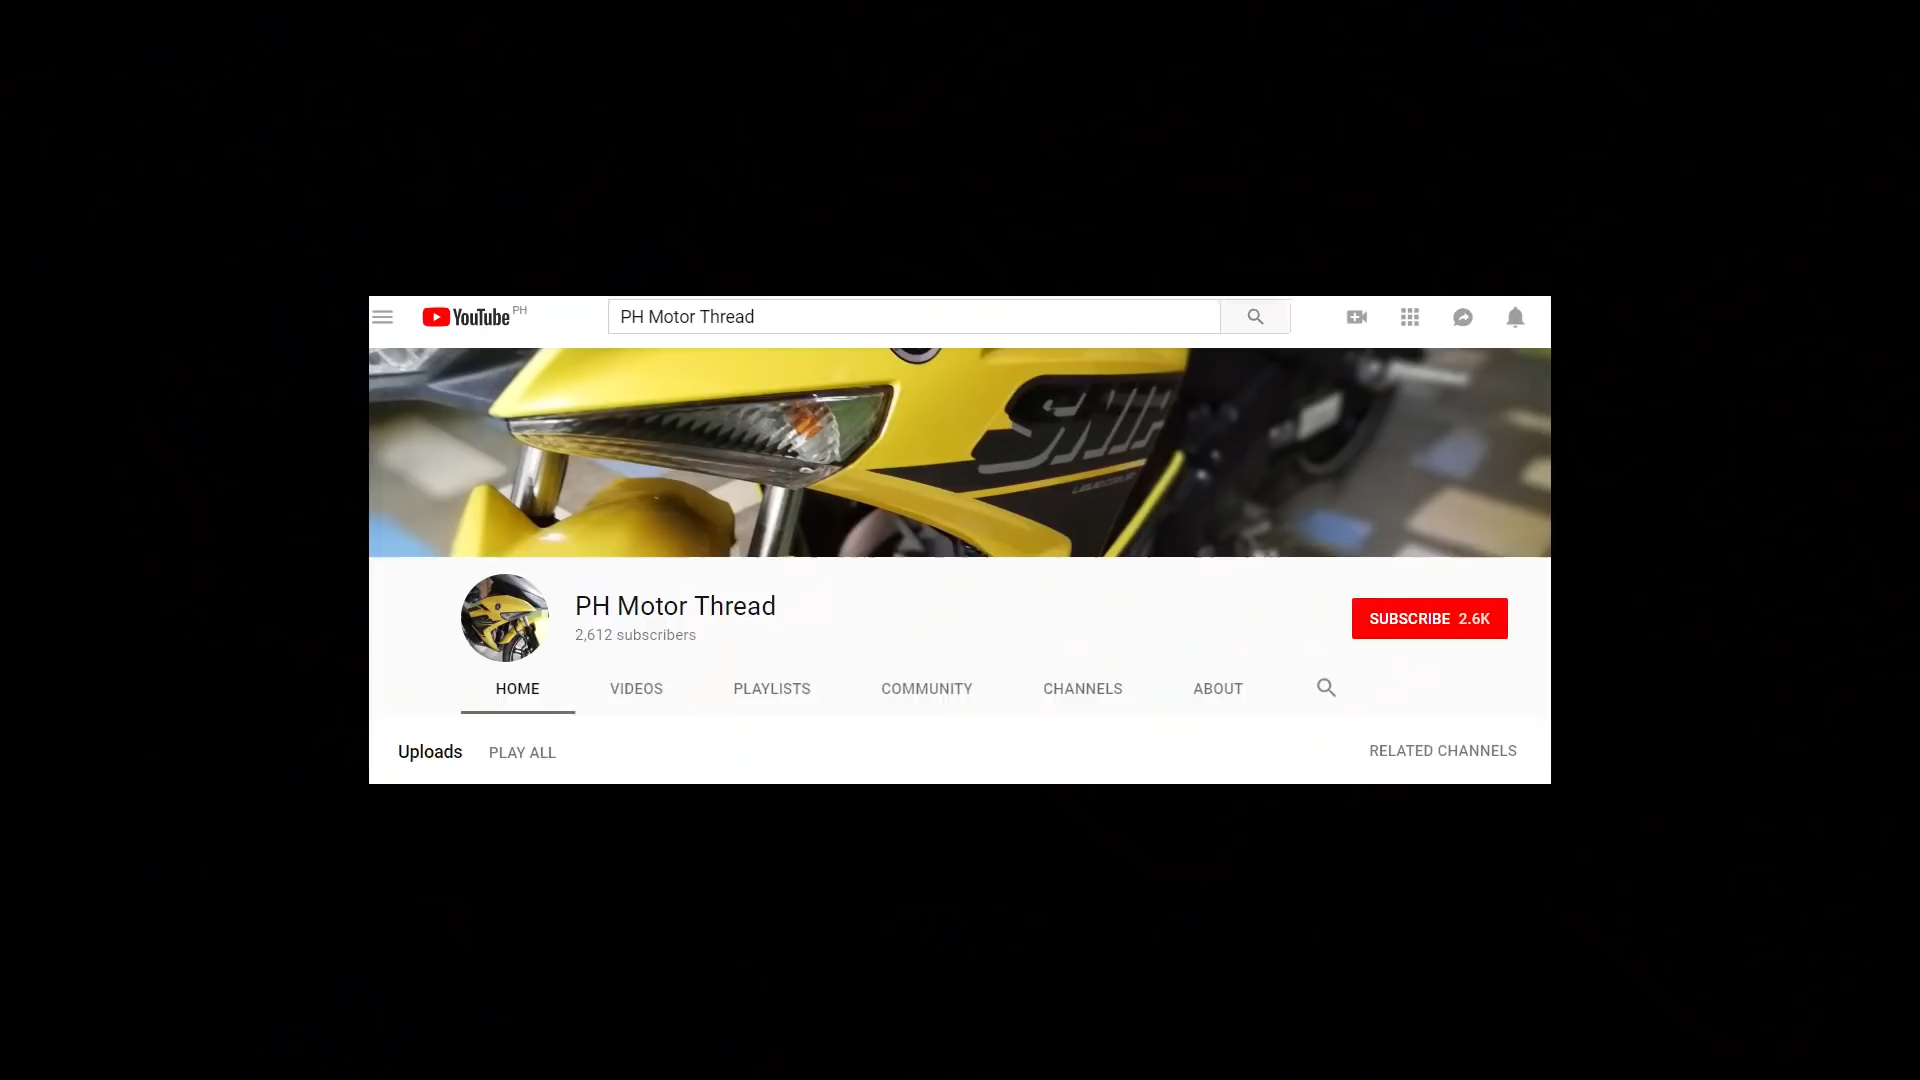 YouTube PH
PH Motor Thread
SNIP
PH Motor Thread
2,612 subscribers
SUBSCRIBE 2.6K
HOME VIDEOS PLAYLISTS COMMUNITY CHANNELS ABOUT
Uploads PLAY ALL
RELATED CHANNELS